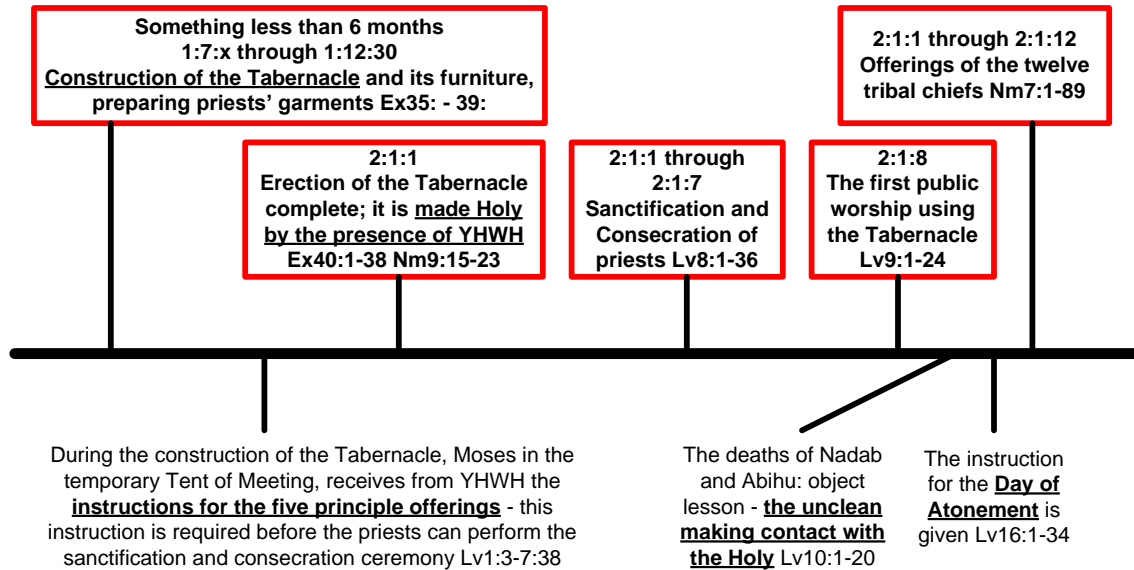 Something less than 6 months
1:7:x through 1:12:30
Construction of the Tabernacle and its furniture,
preparing priests' garments Ex35: - 39:
2:1:1 through 2:1:12
Offerings of the twelve
tribal chiefs Nm7:1-89
2:1:1
Erection of the Tabernacle
complete; it is made Holy
by the presence of YHWH
Ex40:1-38 Nm9:15-23
2:1:1 through
2:1:7
Sanctification and
Consecration of
priests Lv8:1-36
2:1:8
The first public
worship using
the Tabernacle
Lv9:1-24
During the construction of the Tabernacle, Moses in the
temporary Tent of Meeting, receives from YHWH the
instructions for the five principle offerings - this
instruction is required before the priests can perform the
sanctification and consecration ceremony Lv1:3-7:38
The deaths of Nadab
and Abihu: object
lesson - the unclean
making contact with
the Holy Lv10:1-20
The instruction
for the Day of
Atonement is
given Lv16:1-34